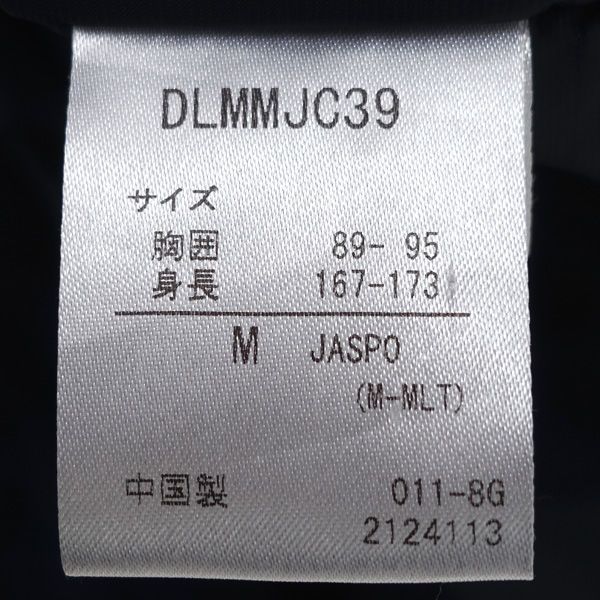 DLMMJC39
サイズ
胸囲 89- 95
身長 167-173
M JASPO
(M-MLT)
中国製 011-8G
2124113